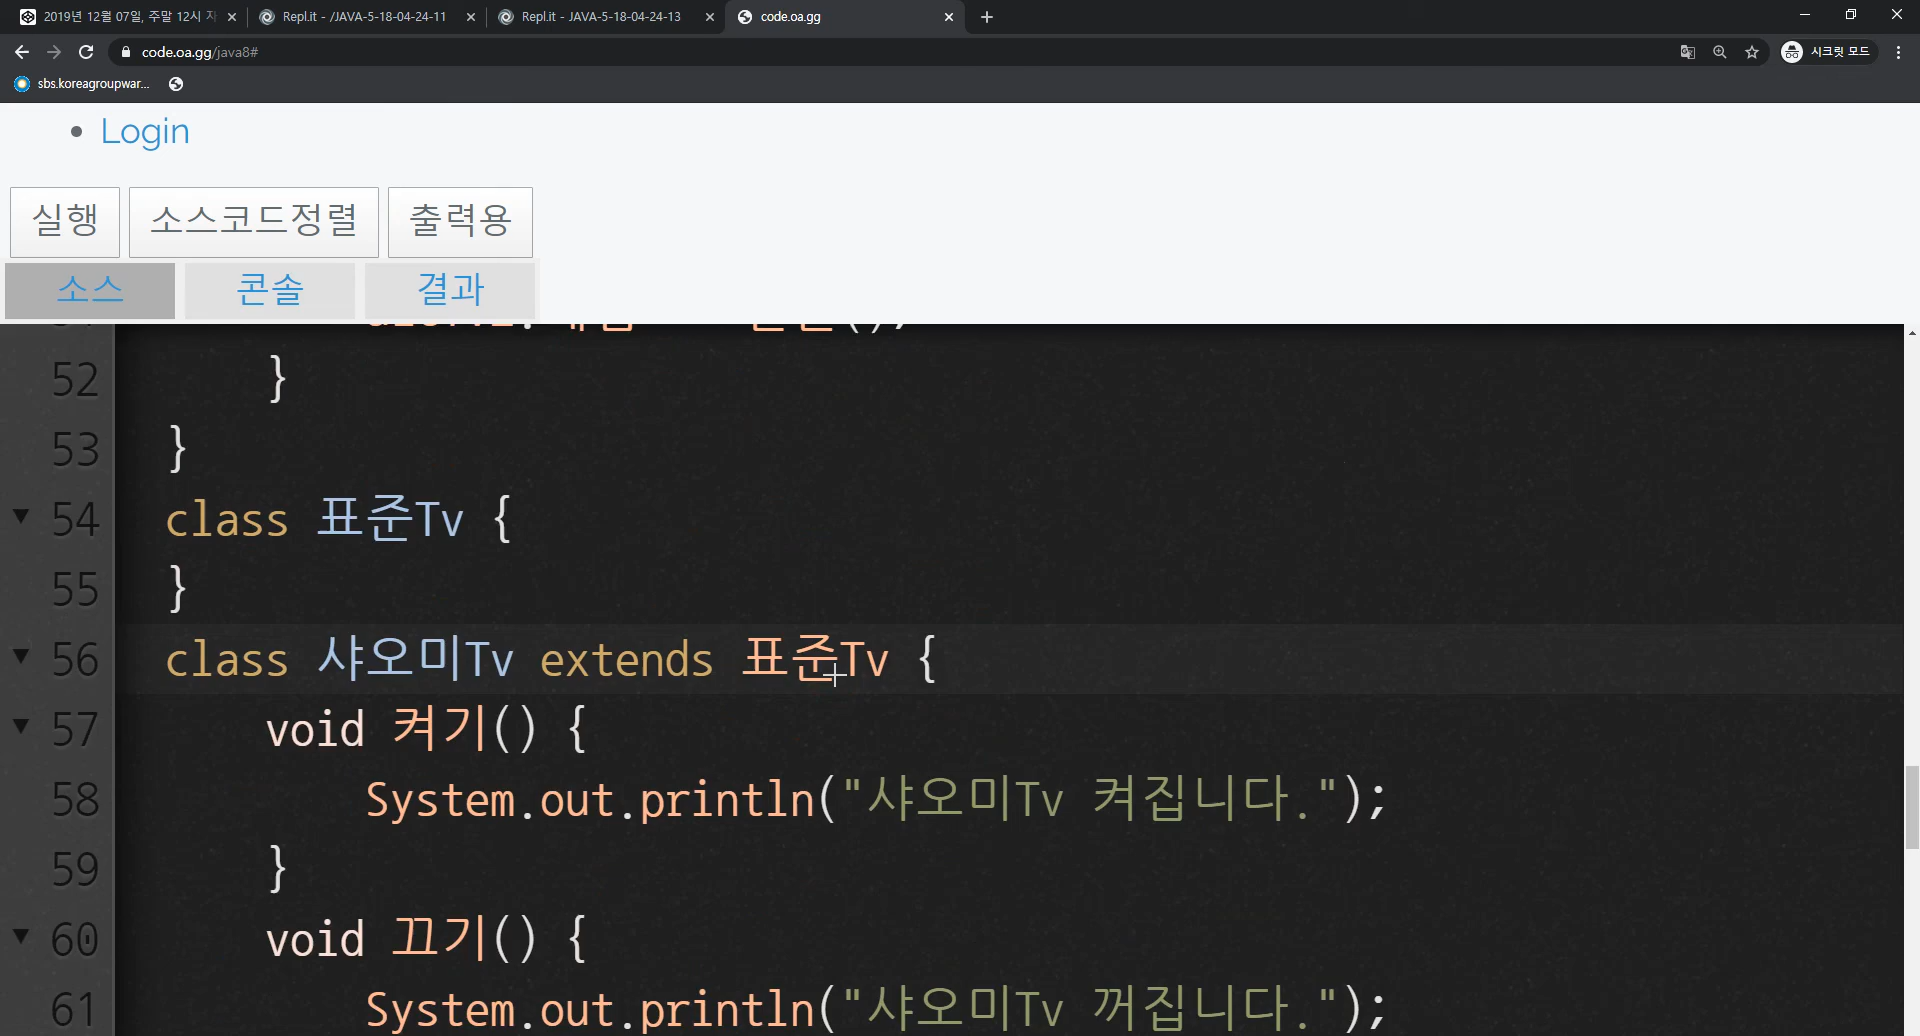 2019년 12월 07일, 주말 12시 자
Repl.it - /JAVA-5-18-04-24-11
Repl.it - JAVA-5-18-04-24-13
code.oa.gg
code.oa.gg/java8#
시크릿 모드
sbs.koreagroupwar...
Login
실행 소스코드정렬 출력용
소스 콘솔 결과
52 }
53 }
54 class 표준Tv {
55 }
56 class 샤오미Tv extends 표준Tv {
57 void 켜기() {
58 System.out.println("샤오미Tv 켜집니다.");
59 }
60 void 끄기() {
61 System.out.println("샤오미Tv 꺼집니다.");